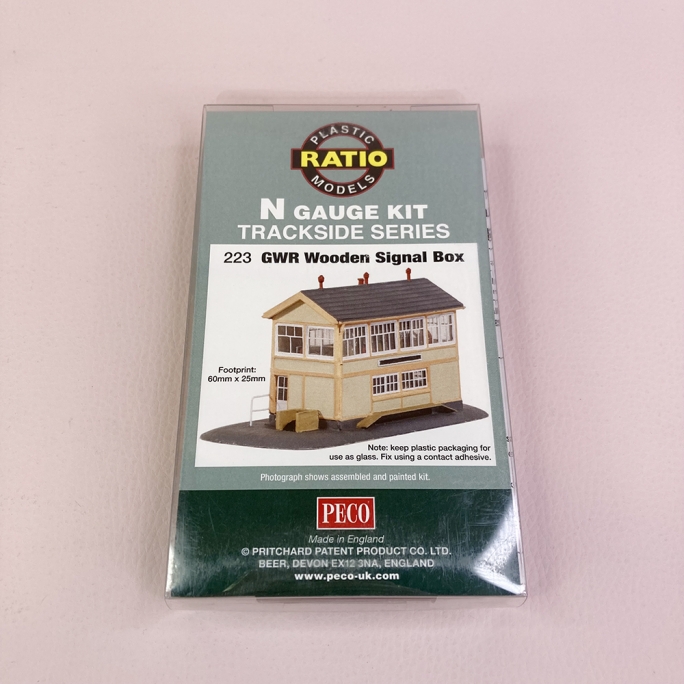 PLASTIC
RATIO
MODELS
N GAUGE KIT
TRACKSIDE SERIES
223 GWR Wooden Signal Box
Footprint:
60mm x 25mm
Note: keep plastic packaging for
use as glass. Fix using a contact adhesive.
Photograph shows assembled and painted kit.
PECO
Made in England
© PRITCHARD PATENT PRODUCT CO. LTD.
BEER, DEVON EX12 3NA, ENGLAND
www.peco-uk.com